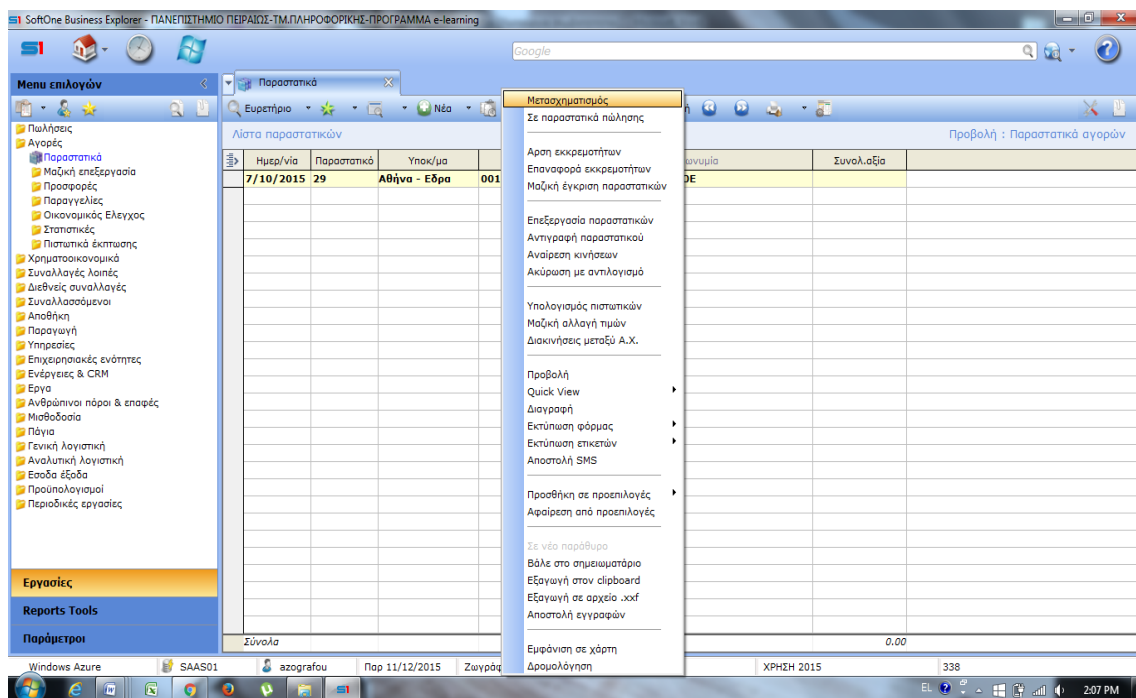 S1 SoftOne Business Explorer - ΠΑΝΕΠΙΣΤΗΜΙΟ ΠΕΙΡΑΙΩΣ-ΤΜ.ΠΛΗΡΟΦΟΡΙΚΗΣ-ΠΡΟΓΡΑΜΜΑ e-learning
S1
Google
Menu επιλογών
Παραστατικά
Ευρετήριο
Νέα
Λίστα παραστατικών
Προβολή : Παραστατικά αγορών
Πωλήσεις
Αγορές
Παραστατικά
Μαζική επεξεργασία
Προσφορές
Παραγγελίες
Οικονομικός Ελεγχος
Στατιστικές
Πιστωτικά έκπτωσης
Χρηματοοικονομικά
Συναλλαγές λοιπές
Διεθνείς συναλλαγές
Συναλλασσόμενοι
Αποθήκη
Παραγωγή
Υπηρεσίες
Επιχειρησιακές ενότητες
Ενέργειες & CRM
Εργα
Ανθρώπινοι πόροι & επαφές
Μισθοδοσία
Πάγια
Γενική λογιστική
Αναλυτική λογιστική
Εσοδα έξοδα
Προϋπολογισμοί
Περιοδικές εργασίες
Εργασίες
Reports Tools
Παράμετροι
Ημερ/νία Παραστατικό Υποκ/μα Συνολ.αξία
7/10/2015 29 Αθήνα - Εδρα 001
Μετασχηματισμός
Σε παραστατικά πώλησης
Αρση εκκρεμοτήτων
Επαναφορά εκκρεμοτήτων
Μαζική έγκριση παραστατικών
Επεξεργασία παραστατικών
Αντιγραφή παραστατικού
Αναίρεση κινήσεων
Ακύρωση με αντιλογισμό
Υπολογισμός πιστωτικών
Μαζική αλλαγή τιμών
Διακινήσεις μεταξύ Α.Χ.
Προβολή
Quick View
Διαγραφή
Εκτύπωση φόρμας
Εκτύπωση ετικετών
Αποστολή SMS
Προσθήκη σε προεπιλογές
Αφαίρεση από προεπιλογές
Σε νέο παράθυρο
Βάλε στο σημειωματάριο
Εξαγωγή στον clipboard
Εξαγωγή σε αρχείο .xxf
Αποστολή εγγραφών
Εμφάνιση σε χάρτη
Δρομολόγηση
Σύνολα 0.00
Windows Azure SAAS01 azografou Παρ 11/12/2015 Ζωγράφ ΧΡΗΣΗ 2015 338
S1 EL 2:07 PM